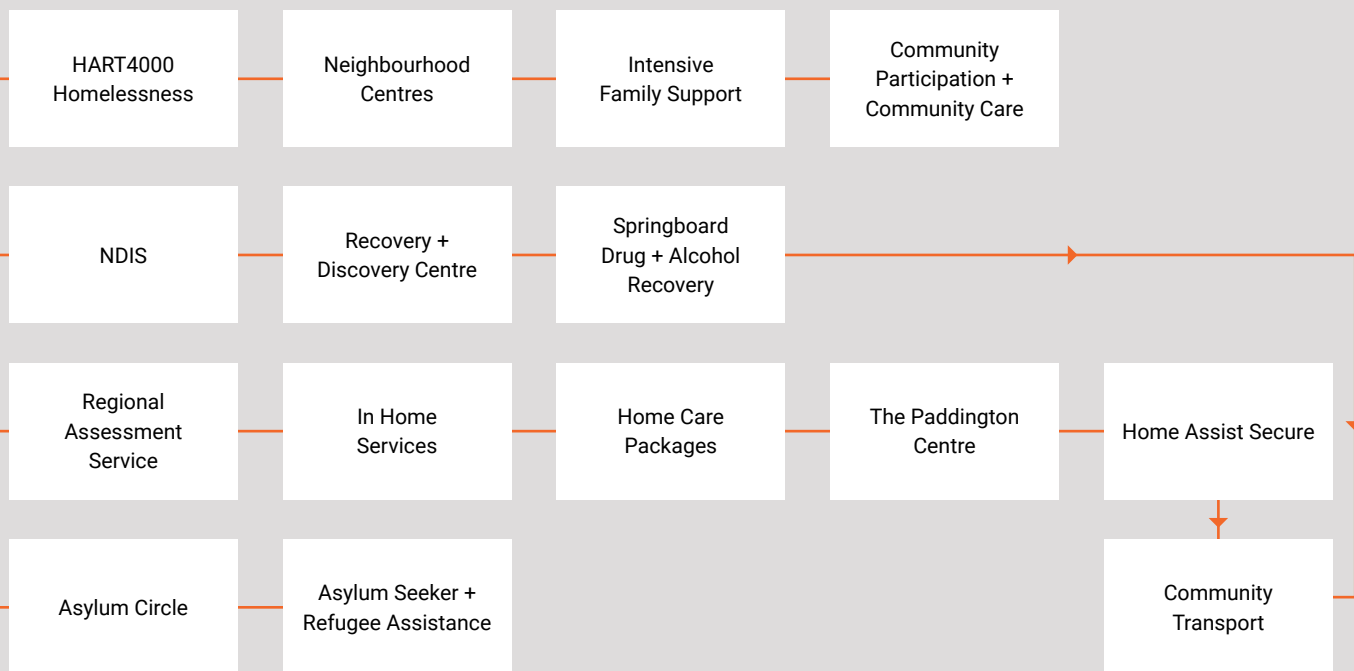 HART4000
Homelessness
Neighbourhood
Centres
Intensive
Family Support
Community
Participation +
Community Care
NDIS
Recovery +
Discovery Centre
Springboard
Drug + Alcohol
Recovery
Regional
Assessment
Service
In Home
Services
Home Care
Packages
The Paddington
Centre
Home Assist Secure
Asylum Circle
Asylum Seeker +
Refugee Assistance
Community
Transport